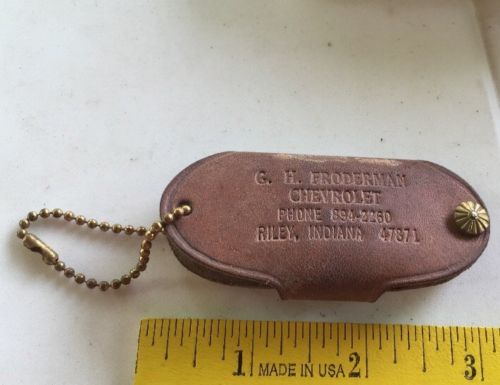 G. H. FRODERMAN
CHEVROLET
PHONE 894-2260
RILEY, INDIANA 47871
1 MADE IN USA 2 3